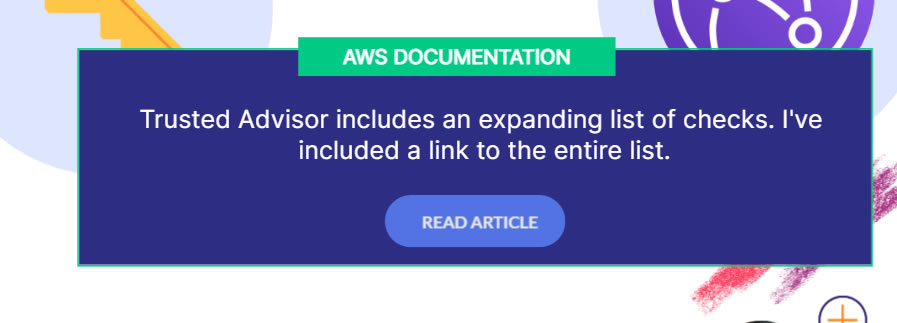 AWS DOCUMENTATION
Trusted Advisor includes an expanding list of checks. I've
included a link to the entire list.
READ ARTICLE